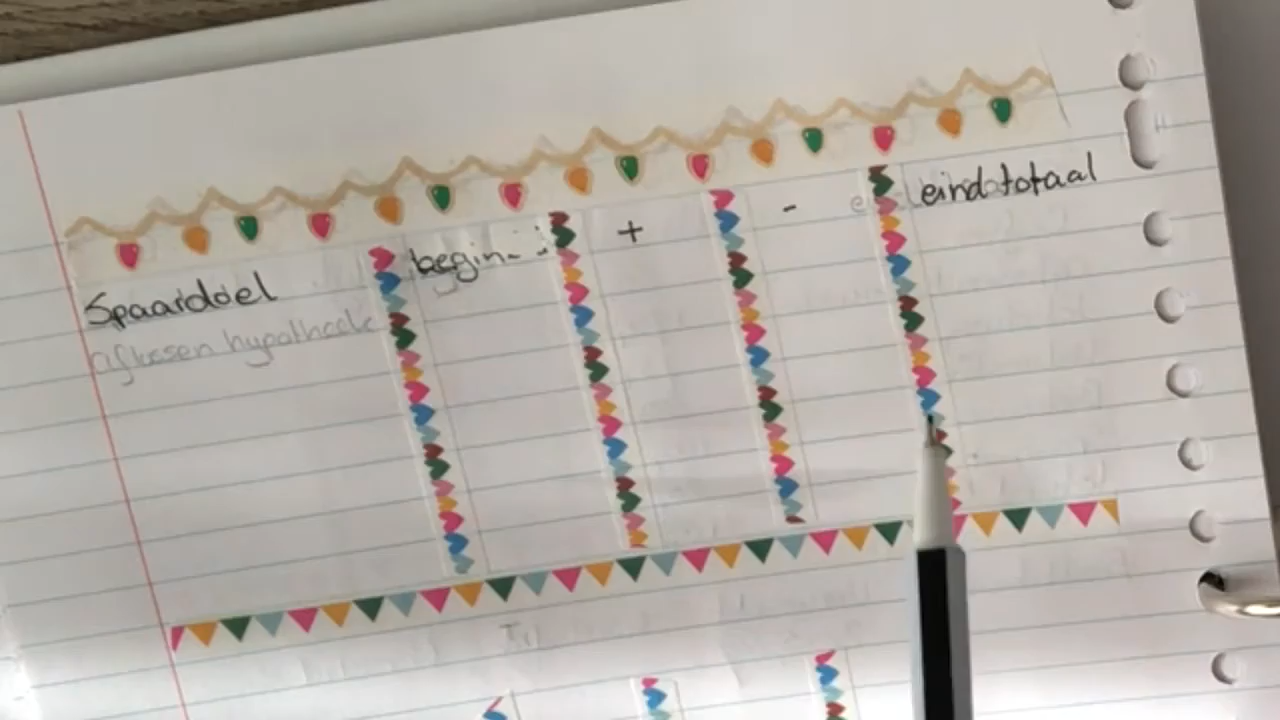 Spaardoel begin- + - eindtotaal
aflossen hypotheek